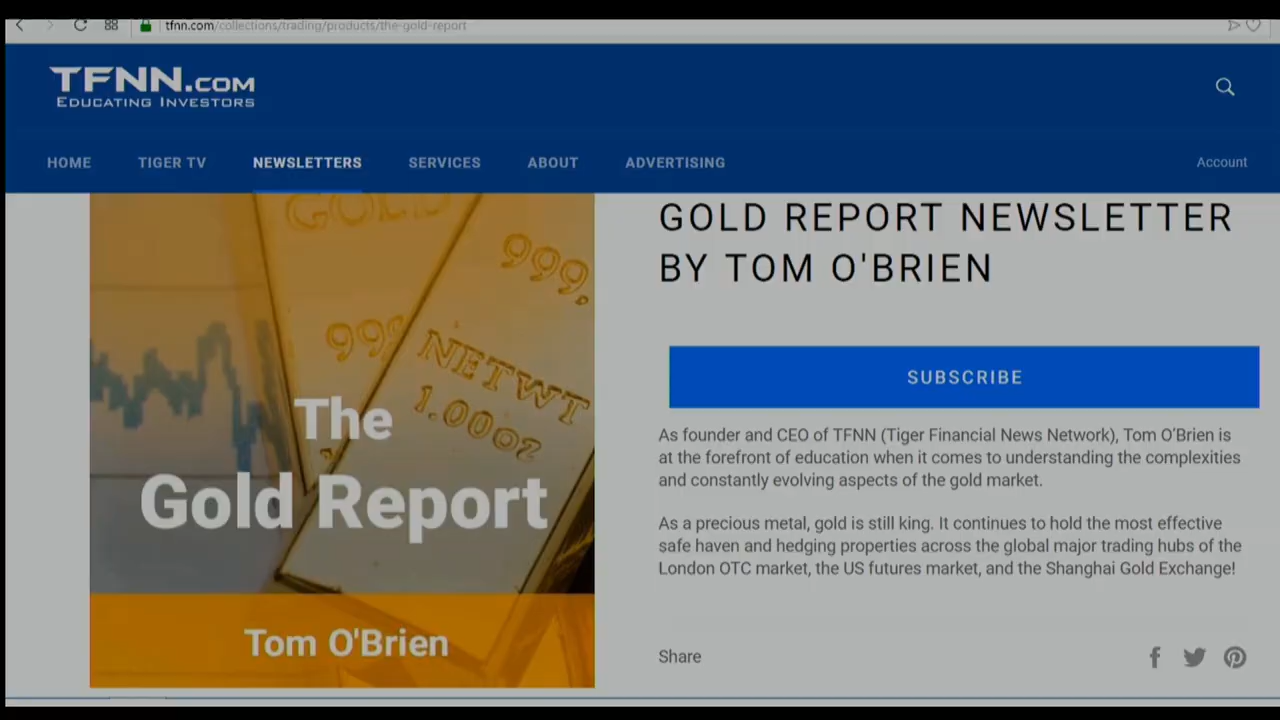 tfnn.com/collections/trading/products/the-gold-report
TFNN.COM
EDUCATING INVESTORS
HOME TIGER TV NEWSLETTERS SERVICES ABOUT ADVERTISING Account
GOLD
999.
999
NETWT
1.00OZ
The
Gold Report
Tom O'Brien
GOLD REPORT NEWSLETTER
BY TOM O'BRIEN
SUBSCRIBE
As founder and CEO of TFNN (Tiger Financial News Network), Tom O’Brien is
at the forefront of education when it comes to understanding the complexities
and constantly evolving aspects of the gold market.
As a precious metal, gold is still king. It continues to hold the most effective
safe haven and hedging properties across the global major trading hubs of the
London OTC market, the US futures market, and the Shanghai Gold Exchange!
Share